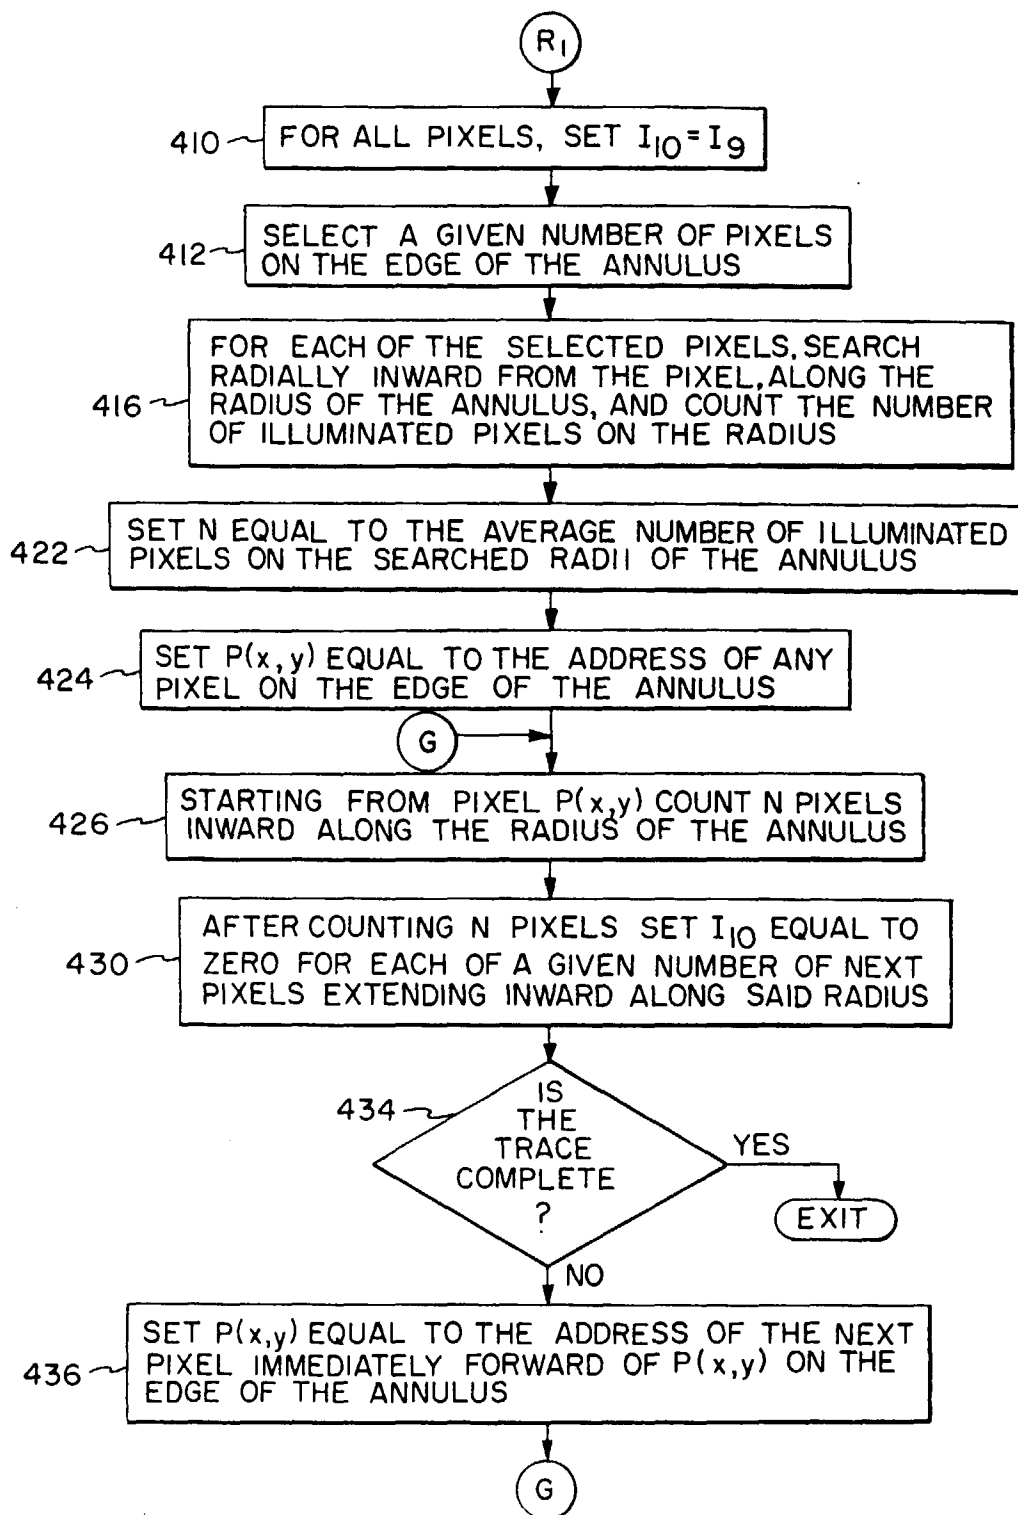 R1
410
FOR ALL PIXELS, SET I10 = I9
412
SELECT A GIVEN NUMBER OF PIXELS
ON THE EDGE OF THE ANNULUS
416
FOR EACH OF THE SELECTED PIXELS, SEARCH
RADIALLY INWARD FROM THE PIXEL, ALONG THE
RADIUS OF THE ANNULUS, AND COUNT THE NUMBER
OF ILLUMINATED PIXELS ON THE RADIUS
422
SET N EQUAL TO THE AVERAGE NUMBER OF ILLUMINATED
PIXELS ON THE SEARCHED RADII OF THE ANNULUS
424
SET P(x,y) EQUAL TO THE ADDRESS OF ANY
PIXEL ON THE EDGE OF THE ANNULUS
G
426
STARTING FROM PIXEL P(x,y) COUNT N PIXELS
INWARD ALONG THE RADIUS OF THE ANNULUS
430
AFTER COUNTING N PIXELS SET I10 EQUAL TO
ZERO FOR EACH OF A GIVEN NUMBER OF NEXT
PIXELS EXTENDING INWARD ALONG SAID RADIUS
434
IS
THE
TRACE
COMPLETE
?
YES
EXIT
NO
436
SET P(x,y) EQUAL TO THE ADDRESS OF THE NEXT
PIXEL IMMEDIATELY FORWARD OF P(x,y) ON THE
EDGE OF THE ANNULUS
G